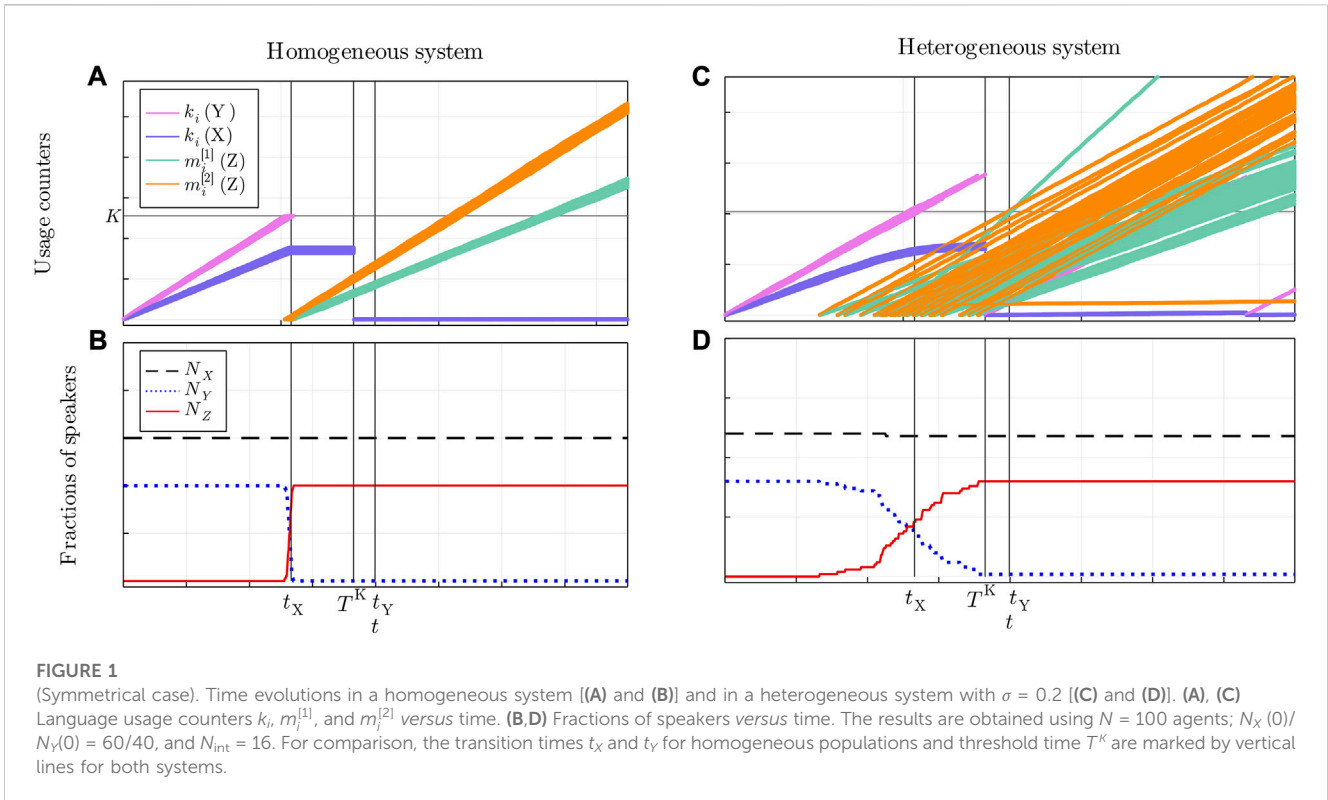 Homogeneous system
Heterogeneous system
A
C
Usage counters
k_i (Y)
k_i (X)
m_i^[1] (Z)
m_i^[2] (Z)
K
B
D
Fractions of speakers
N_X
N_Y
N_Z
t_X T^K t_Y
t
t_X T^K t_Y
t
FIGURE 1
(Symmetrical case). Time evolutions in a homogeneous system [(A) and (B)] and in a heterogeneous system with σ = 0.2 [(C) and (D)]. (A), (C)
Language usage counters k_i, m_i^[1], and m_i^[2] versus time. (B,D) Fractions of speakers versus time. The results are obtained using N = 100 agents; N_X (0)/
N_Y(0) = 60/40, and N_int = 16. For comparison, the transition times t_X and t_Y for homogeneous populations and threshold time T^K are marked by vertical
lines for both systems.